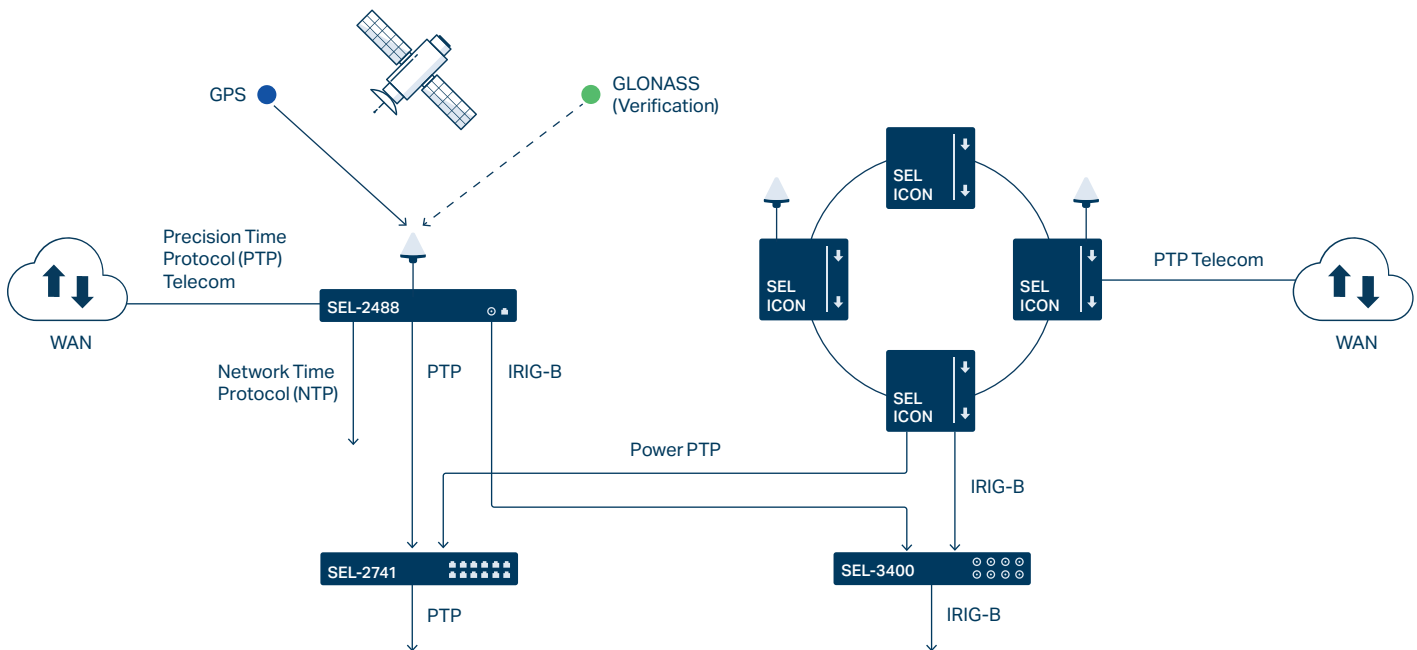 GPS
GLONASS
(Verification)
SEL
ICON
Precision Time
Protocol (PTP)
Telecom
WAN
SEL-2488
SEL
ICON
SEL
ICON
PTP Telecom
WAN
Network Time
Protocol (NTP)
PTP
IRIG-B
SEL
ICON
Power PTP
IRIG-B
SEL-2741
SEL-3400
PTP
IRIG-B